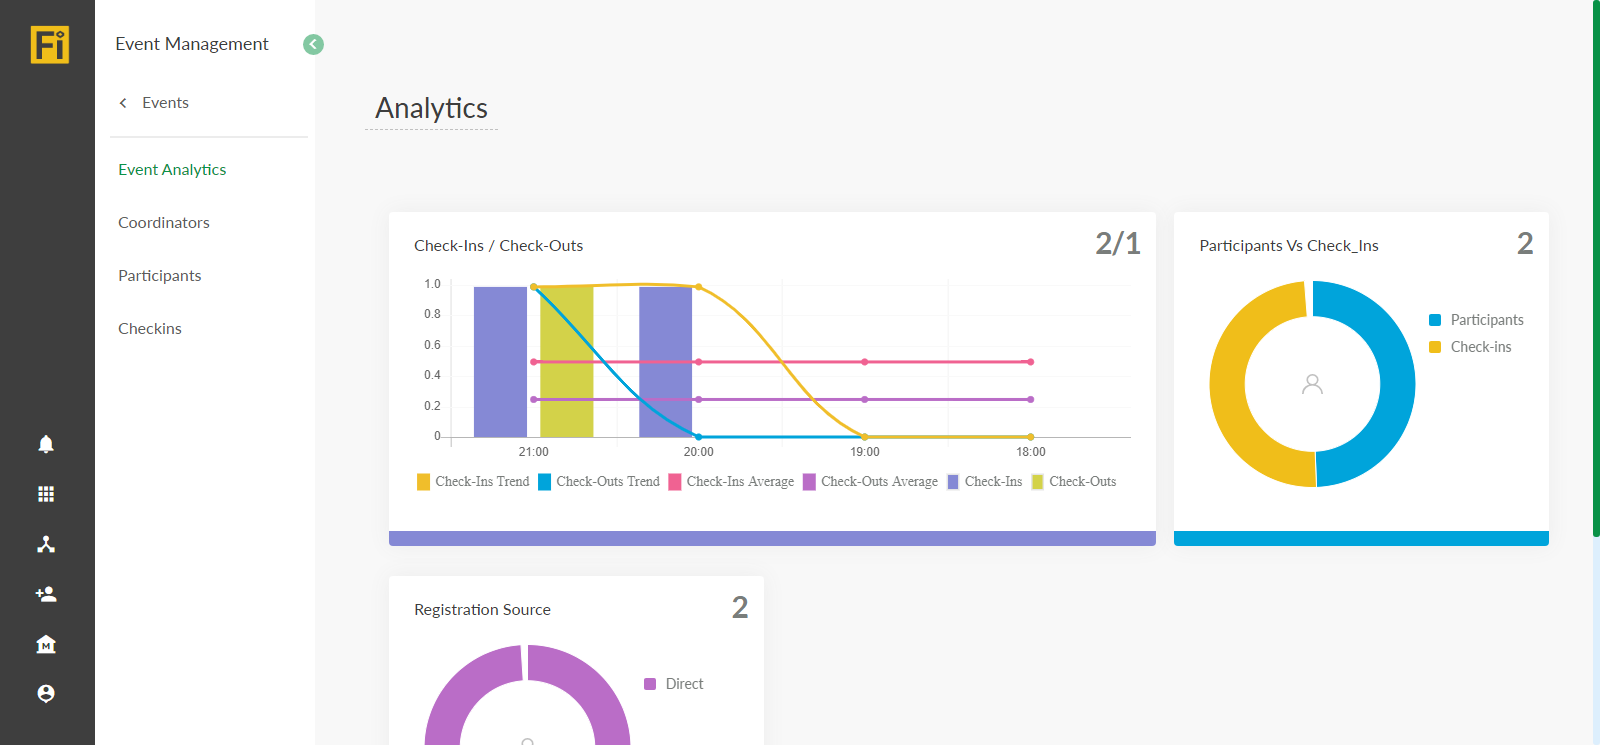 Fi
Event Management
Events
Event Analytics
Coordinators
Participants
Checkins
M
Analytics
Check-Ins / Check-Outs
2/1
1.0
0.8
0.6
0.4
0.2
0
21:00 20:00 19:00 18:00
Check-Ins Trend Check-Outs Trend Check-Ins Average Check-Outs Average Check-Ins Check-Outs
Participants Vs Check_Ins
2
Participants
Check-ins
Registration Source
2
Direct